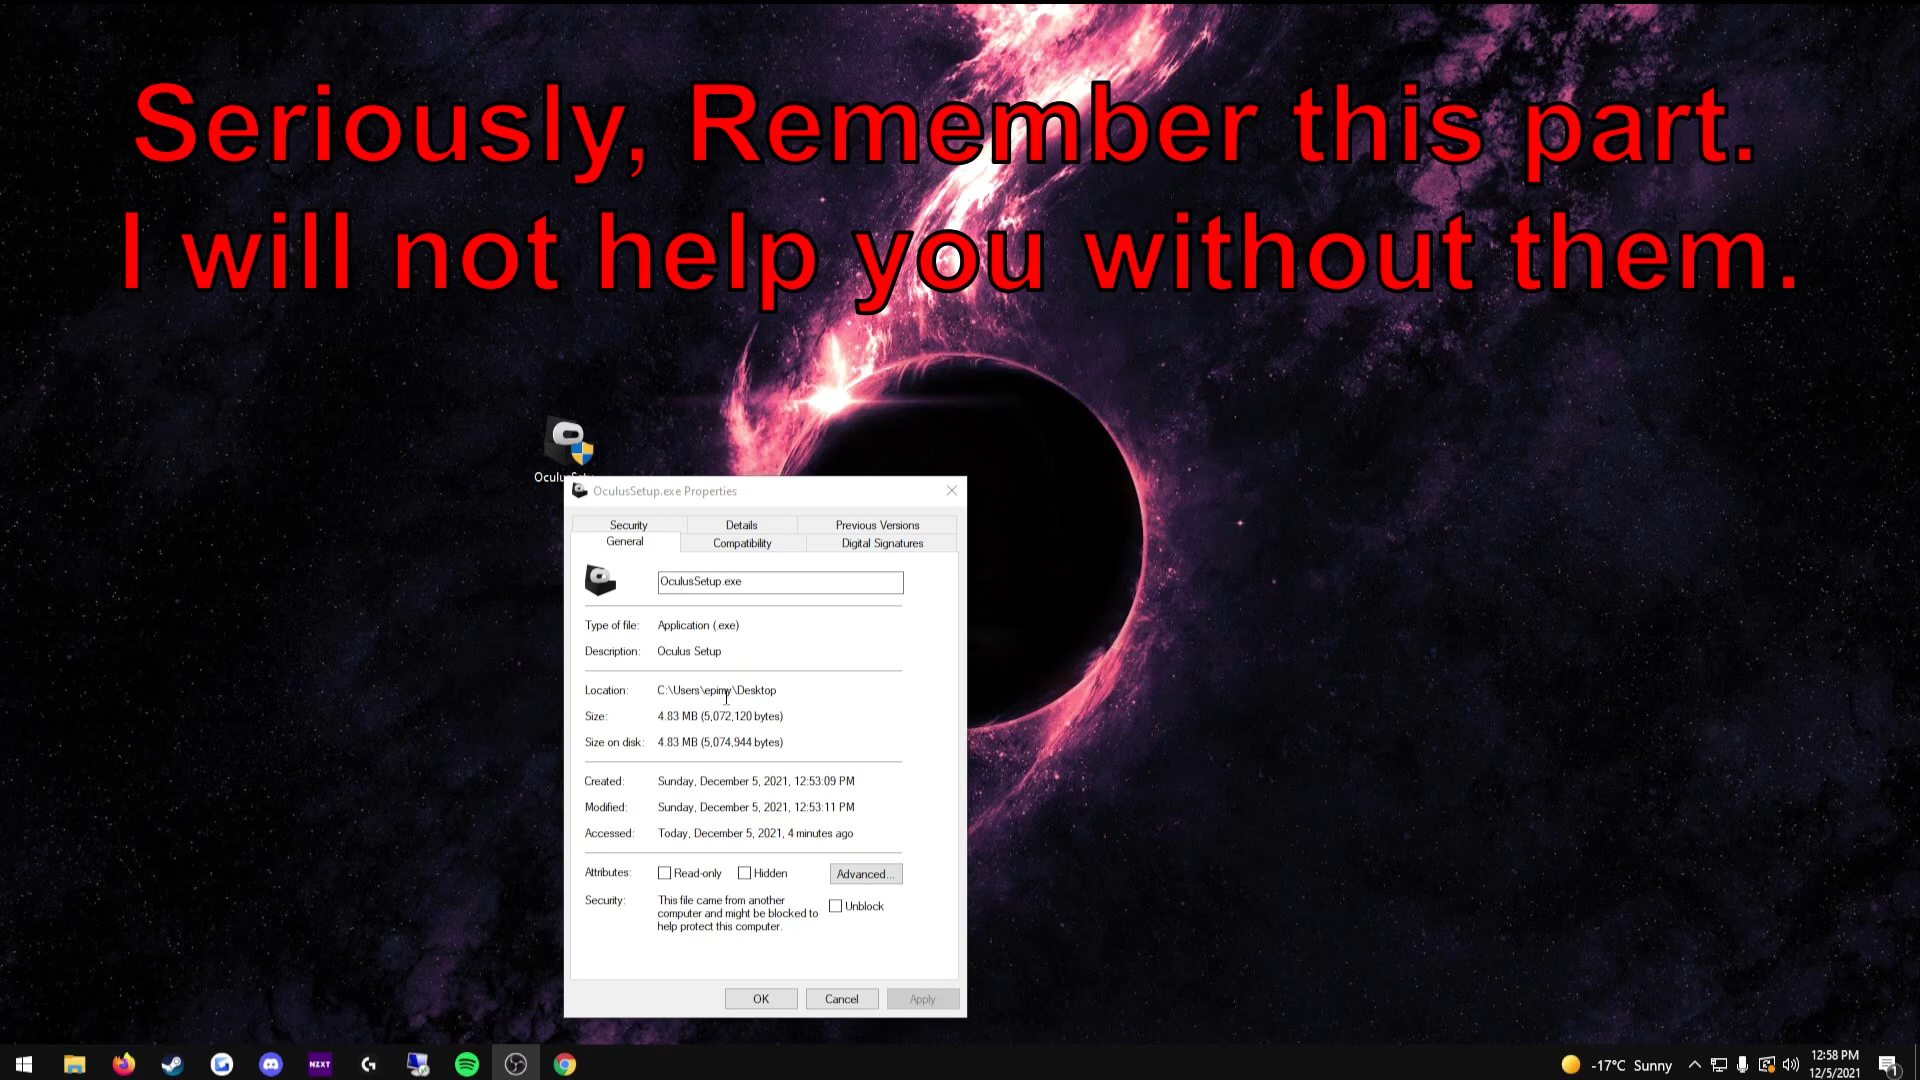 Seriously, Remember this part.
I will not help you without them.
OculusSetup.exe Properties
Security Details Previous Versions
General Compatibility Digital Signatures
OculusSetup.exe
Type of file: Application (.exe)
Description: Oculus Setup
Location: C:\Users\epimy\Desktop
Size: 4.83 MB (5,072,120 bytes)
Size on disk: 4.83 MB (5,074,944 bytes)
Created: Sunday, December 5, 2021, 12:53:09 PM
Modified: Sunday, December 5, 2021, 12:53:11 PM
Accessed: Today, December 5, 2021, 4 minutes ago
Attributes: Read-only Hidden Advanced...
Security: This file came from another
computer and might be blocked to
help protect this computer.
Unblock
OK Cancel Apply
NZXT
-17°C Sunny
12:58 PM
12/5/2021
1